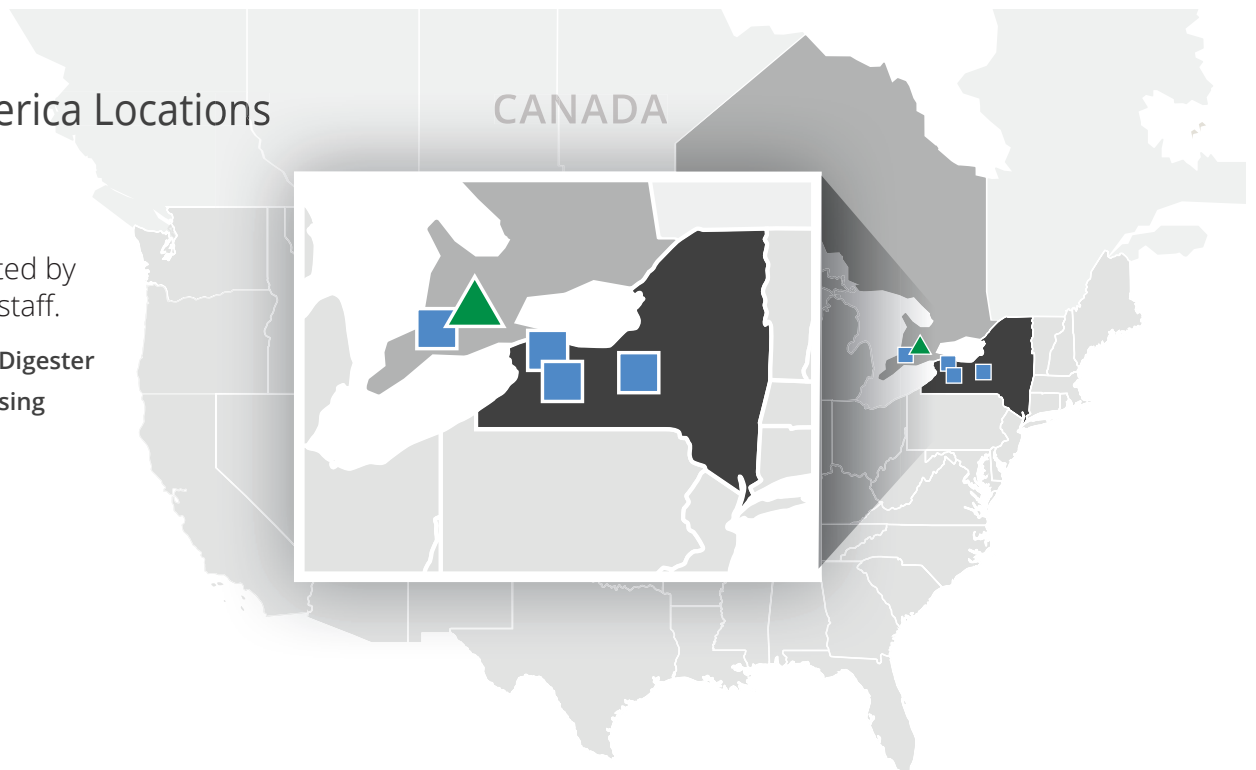 erica Locations
CANADA
ted by
staff.
Digester
sing